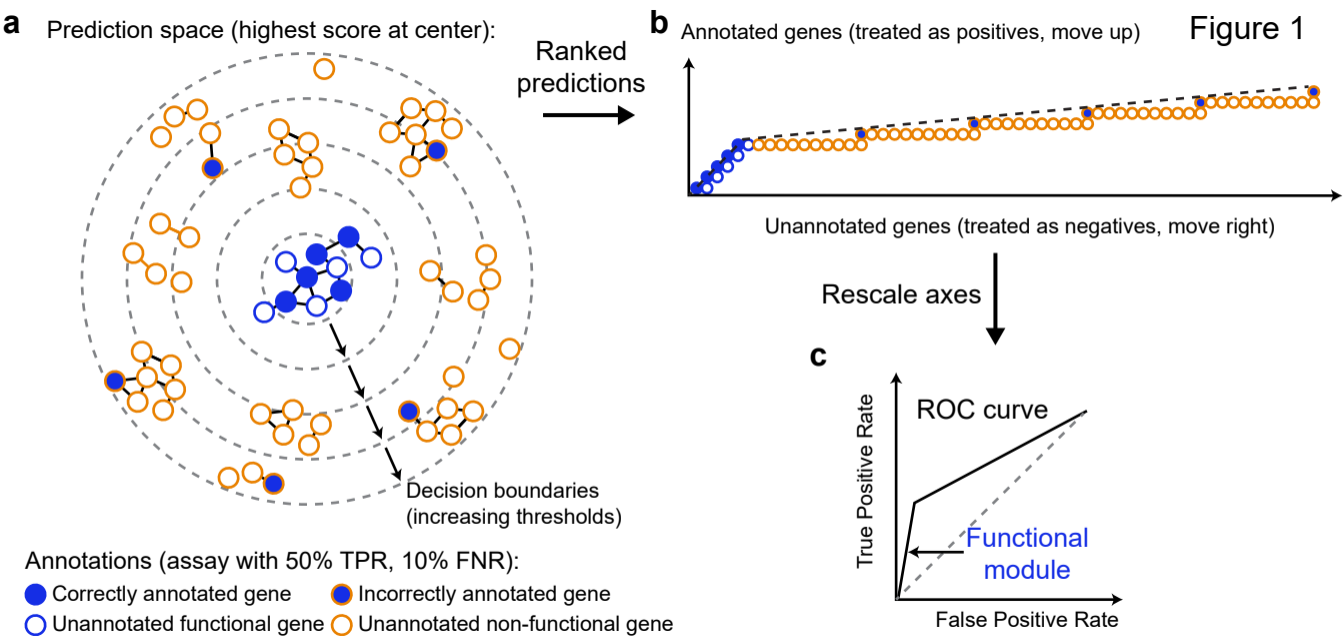 a
Prediction space (highest score at center):
Ranked
predictions
b
Annotated genes (treated as positives, move up)
Figure 1
Unannotated genes (treated as negatives, move right)
Rescale axes
c
ROC curve
True Positive Rate
Functional
module
False Positive Rate
Decision boundaries
(increasing thresholds)
Annotations (assay with 50% TPR, 10% FNR):
Correctly annotated gene
Incorrectly annotated gene
Unannotated functional gene
Unannotated non-functional gene